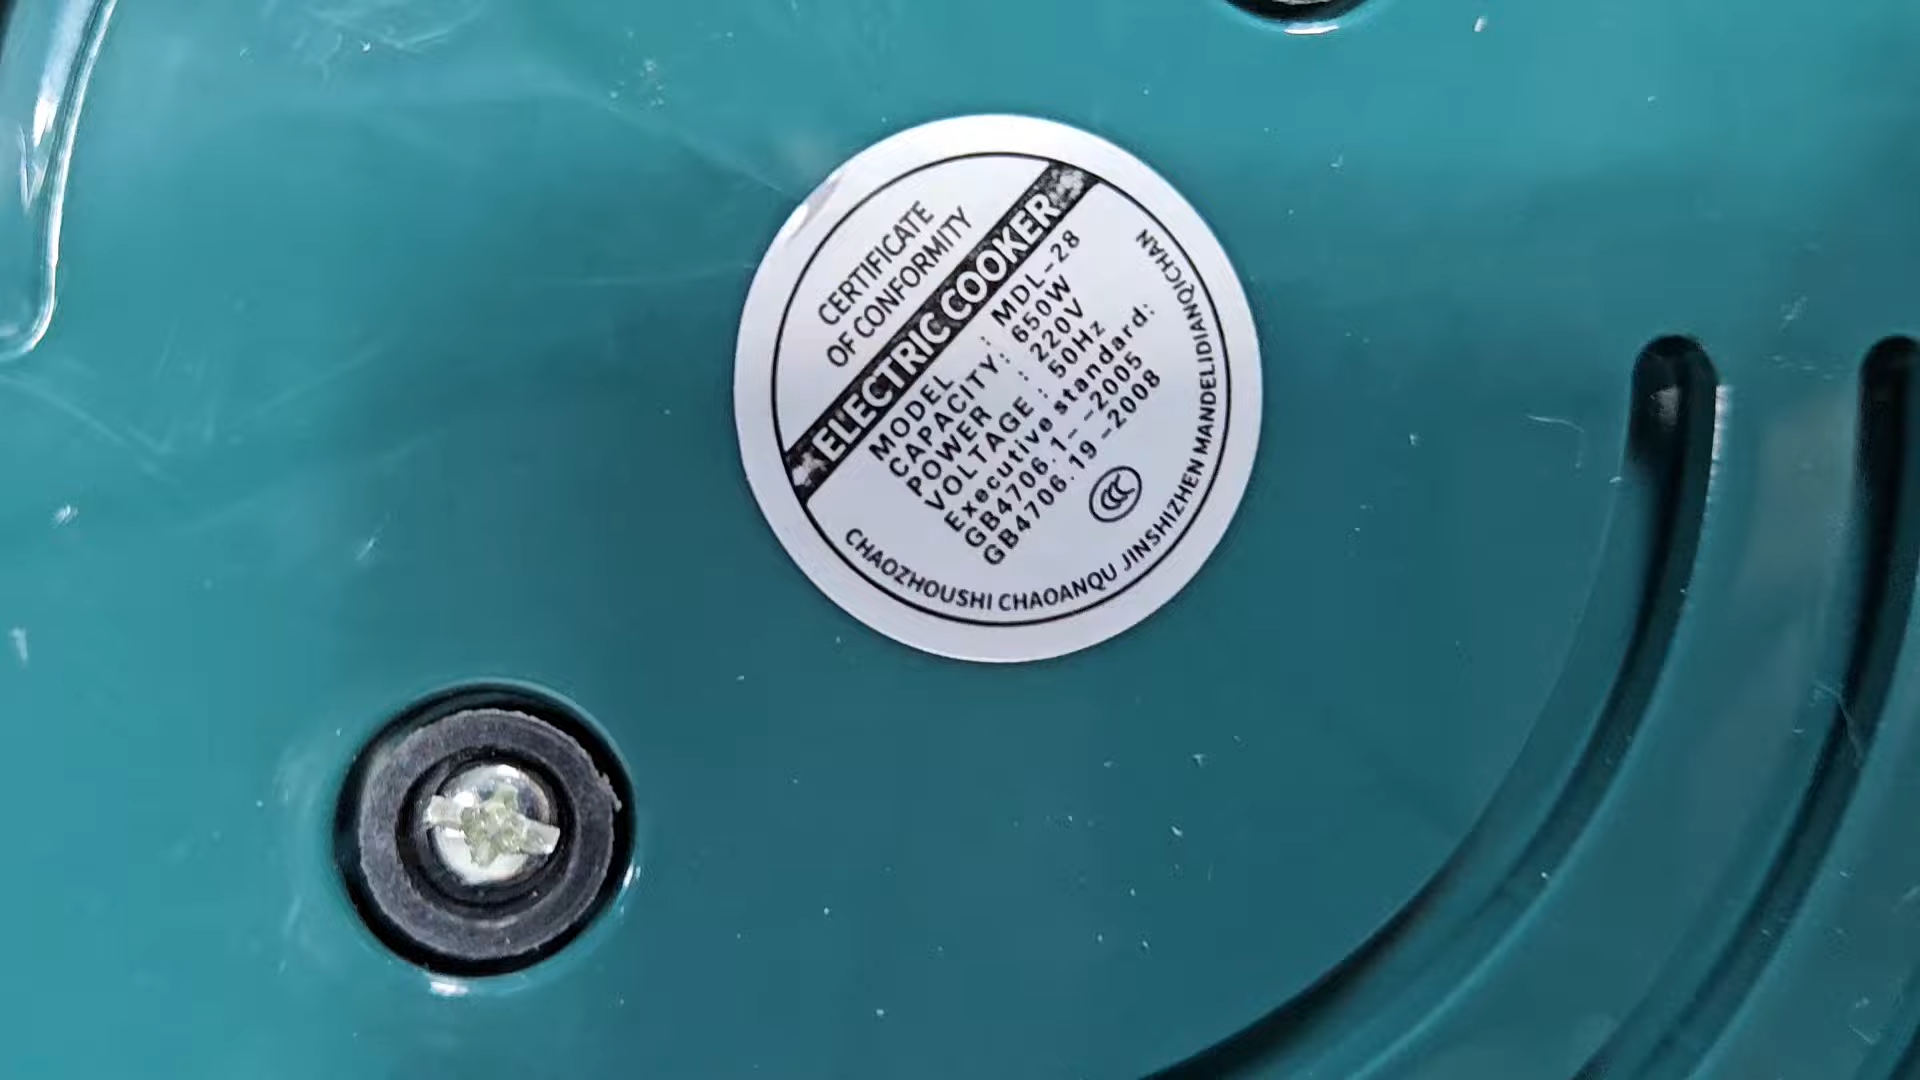 CERTIFICATE
OF CONFORMITY
ELECTRIC COOKER
MODEL : MDL-28
CAPACITY: 650W
POWER : 220V
VOLTAGE : 50Hz
Executive standard:
GB4706.1--2005
GB4706.19-2008
CHAOZHOUSHI CHAOANQU JINSHIZHEN MANDELIDIANQICHAN